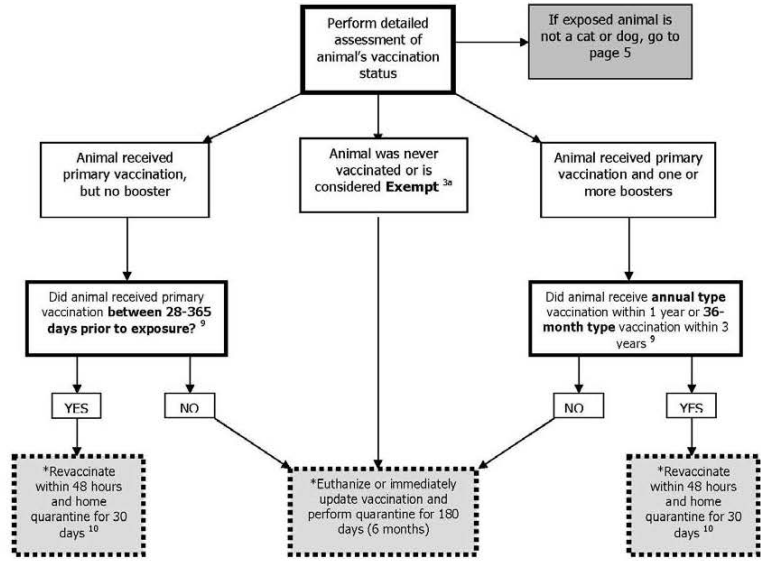 Perform detailed
assessment of
animal's vaccination
status
If exposed animal is
not a cat or dog, go to
page 5
Animal received
primary vaccination,
but no booster
Animal was never
vaccinated or is
considered Exempt 3a
Animal received primary
vaccination and one or
more boosters
Did animal received primary
vaccination between 28-365
days prior to exposure? 9
Did animal receive annual type
vaccination within 1 year or 36-
month type vaccination within 3
years 9
YES
NO
NO
YES
*Revaccinate
within 48 hours
and home
quarantine for 30
days 10
*Euthanize or immediately
update vaccination and
perform quarantine for 180
days (6 months)
*Revaccinate
within 48 hours
and home
quarantine for 30
days 10